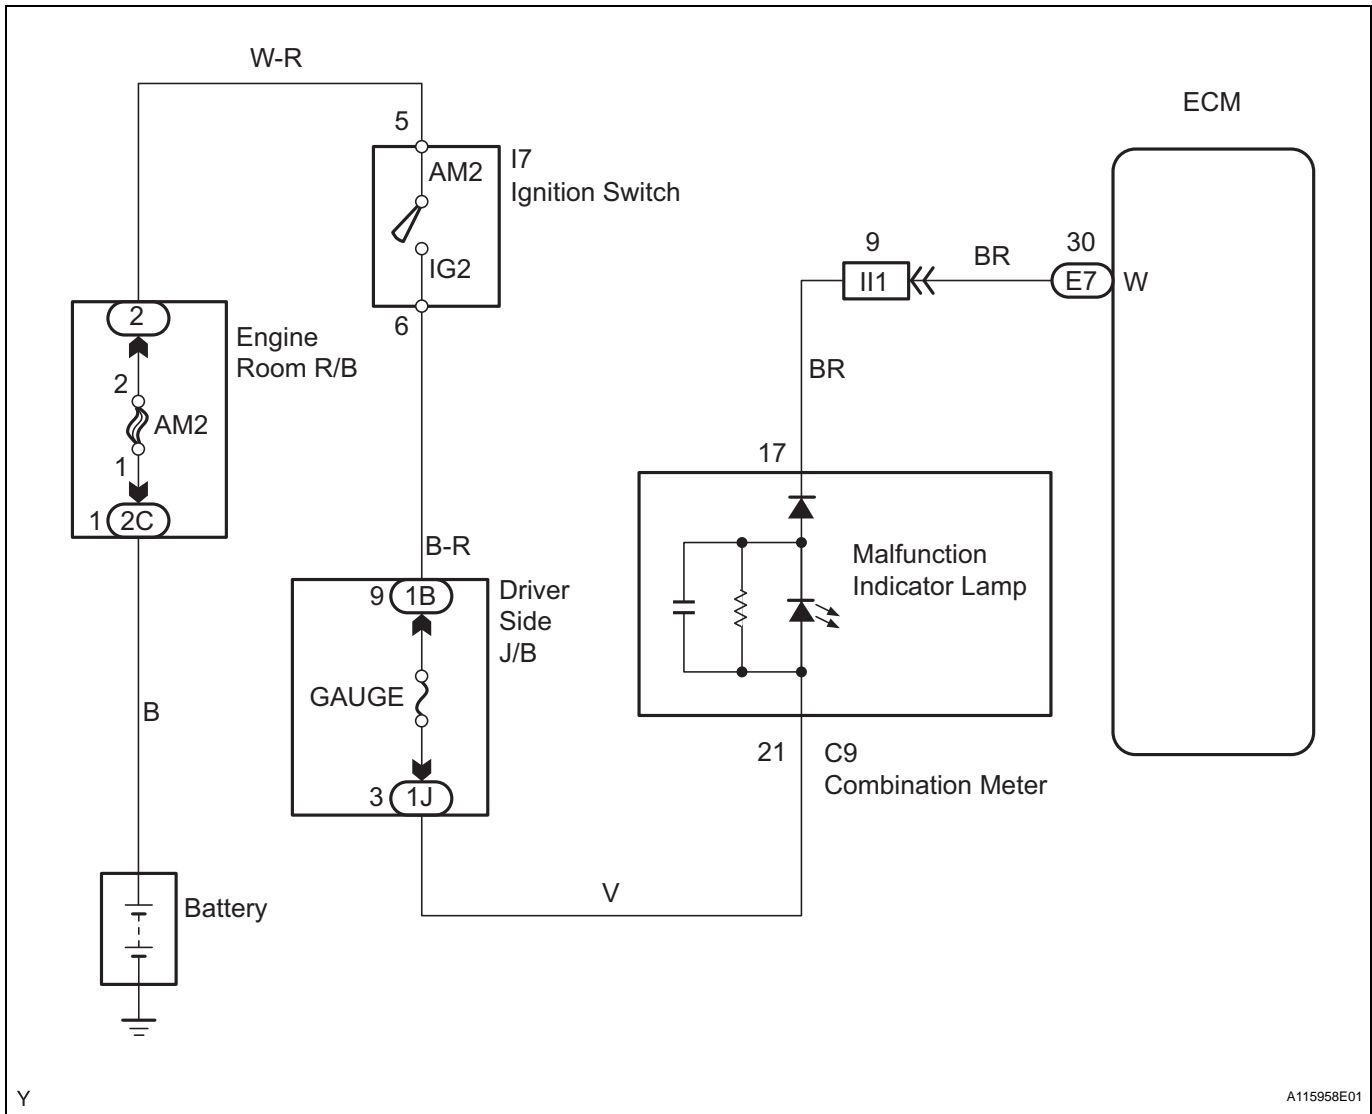 W-R
ECM
5
AM2
I7
Ignition Switch
IG2
6
9
II1
BR
30
E7
W
2
Engine
Room R/B
2
AM2
1
1
2C
BR
17
B-R
9
1B
Driver
Side
J/B
GAUGE
3
1J
Malfunction
Indicator Lamp
21
C9
Combination Meter
B
V
Battery
Y
A115958E01